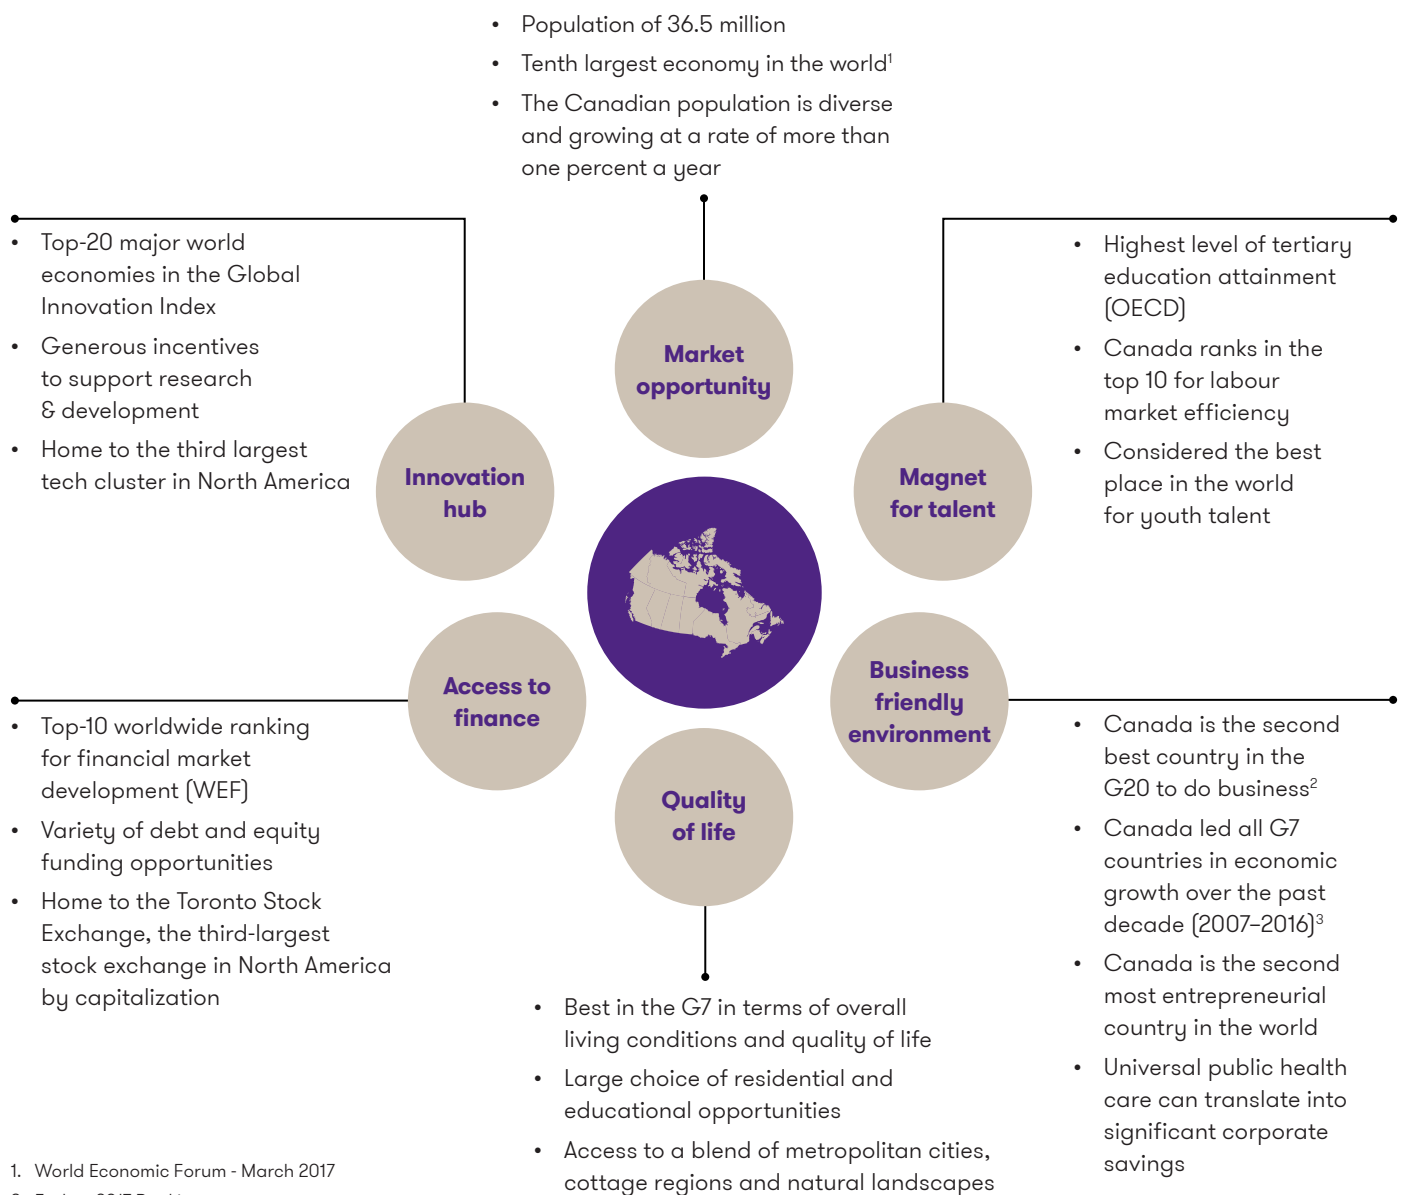 • Population of 36.5 million
• Tenth largest economy in the world¹
• The Canadian population is diverse
and growing at a rate of more than
one percent a year
• Top-20 major world
economies in the Global
Innovation Index
• Generous incentives
to support research
& development
• Home to the third largest
tech cluster in North America
Innovation
hub
Market
opportunity
Magnet
for talent
• Highest level of tertiary
education attainment
(OECD)
• Canada ranks in the
top 10 for labour
market efficiency
• Considered the best
place in the world
for youth talent
Access to
finance
• Top-10 worldwide ranking
for financial market
development (WEF)
• Variety of debt and equity
funding opportunities
• Home to the Toronto Stock
Exchange, the third-largest
stock exchange in North America
by capitalization
Quality
of life
• Best in the G7 in terms of overall
living conditions and quality of life
• Large choice of residential and
educational opportunities
• Access to a blend of metropolitan cities,
cottage regions and natural landscapes
Business
friendly
environment
• Canada is the second
best country in the
G20 to do business²
• Canada led all G7
countries in economic
growth over the past
decade (2007–2016)³
• Canada is the second
most entrepreneurial
country in the world
• Universal public health
care can translate into
significant corporate
savings
1. World Economic Forum - March 2017